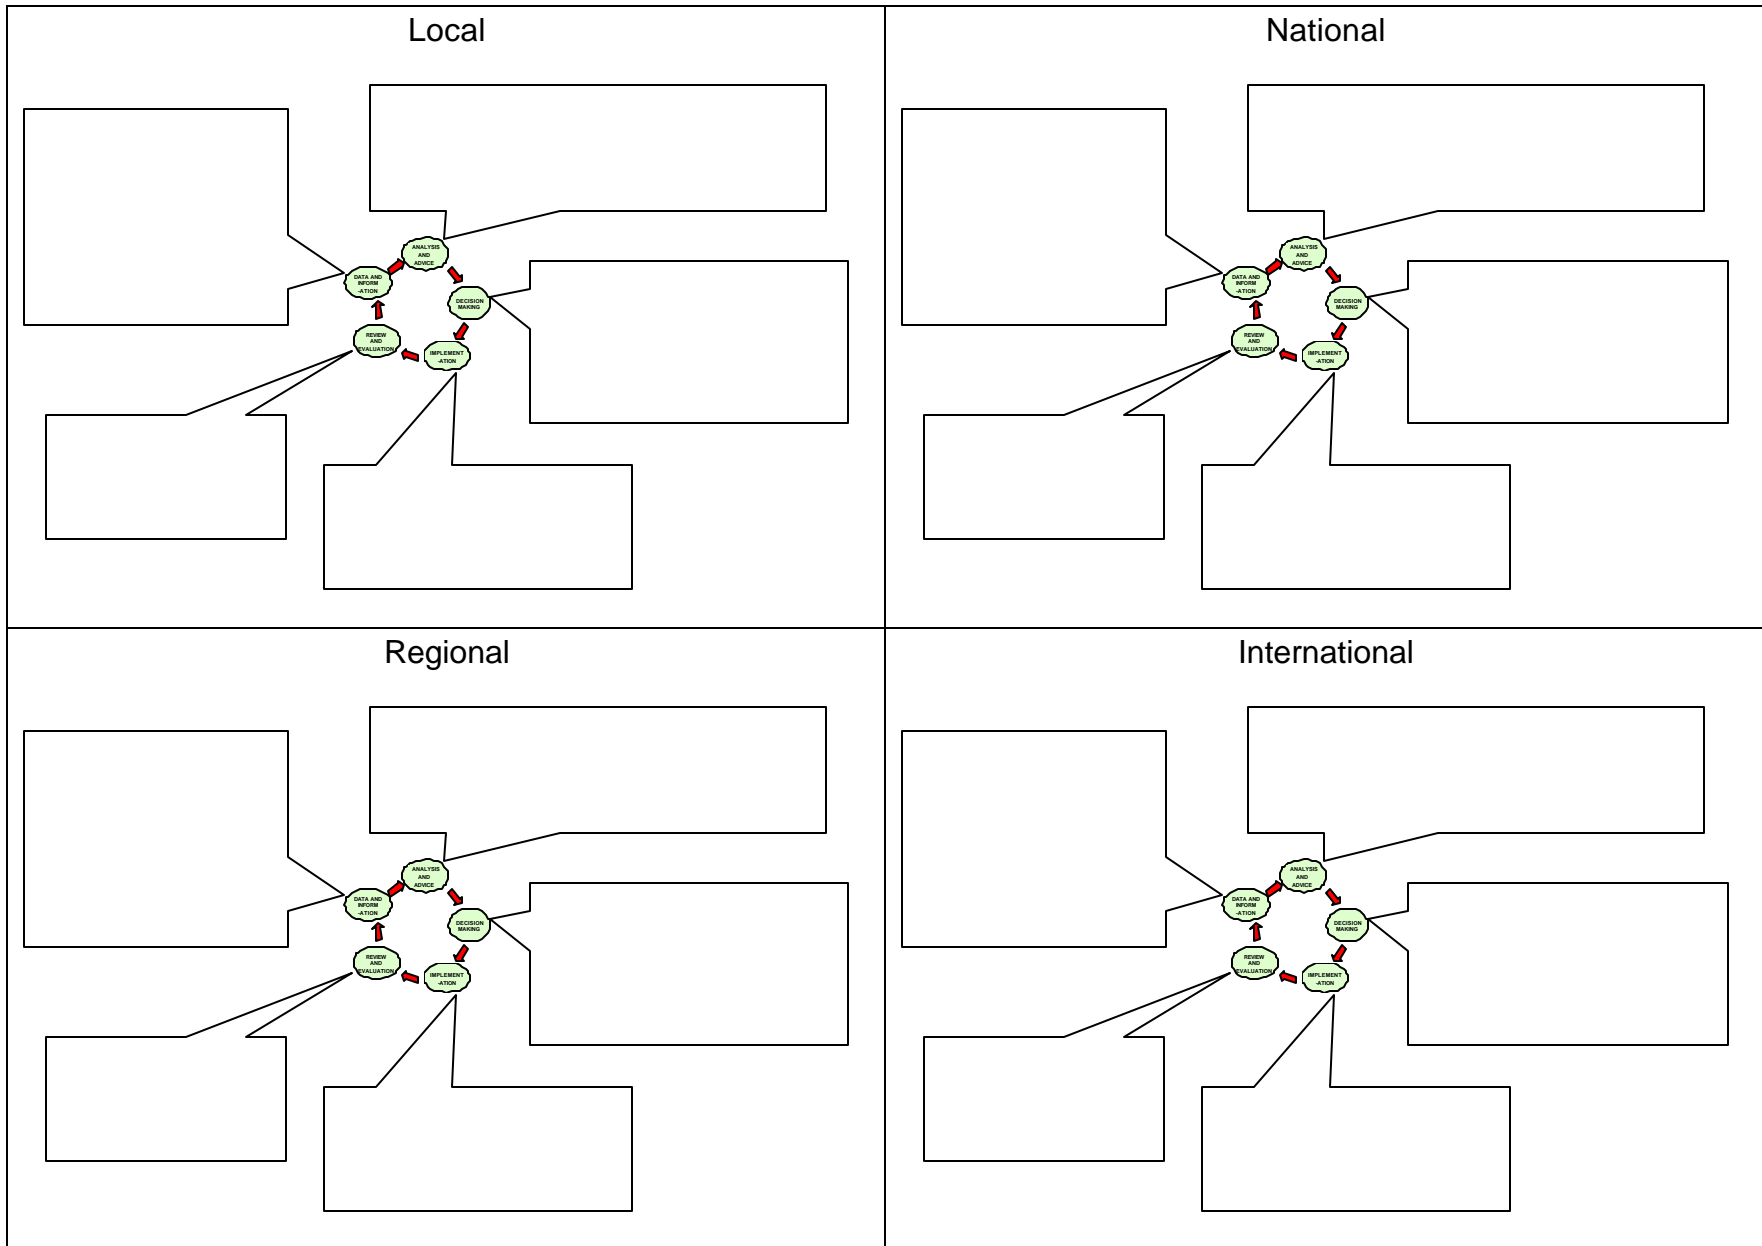 Local
ANALYSIS
AND
ADVICE
DATA AND
INFORM
-ATION
DECISION
MAKING
REVIEW
AND
EVALUATION
IMPLEMENT
-ATION
National
ANALYSIS
AND
ADVICE
DATA AND
INFORM
-ATION
DECISION
MAKING
REVIEW
AND
EVALUATION
IMPLEMENT
-ATION
Regional
ANALYSIS
AND
ADVICE
DATA AND
INFORM
-ATION
DECISION
MAKING
REVIEW
AND
EVALUATION
IMPLEMENT
-ATION
International
ANALYSIS
AND
ADVICE
DATA AND
INFORM
-ATION
DECISION
MAKING
REVIEW
AND
EVALUATION
IMPLEMENT
-ATION